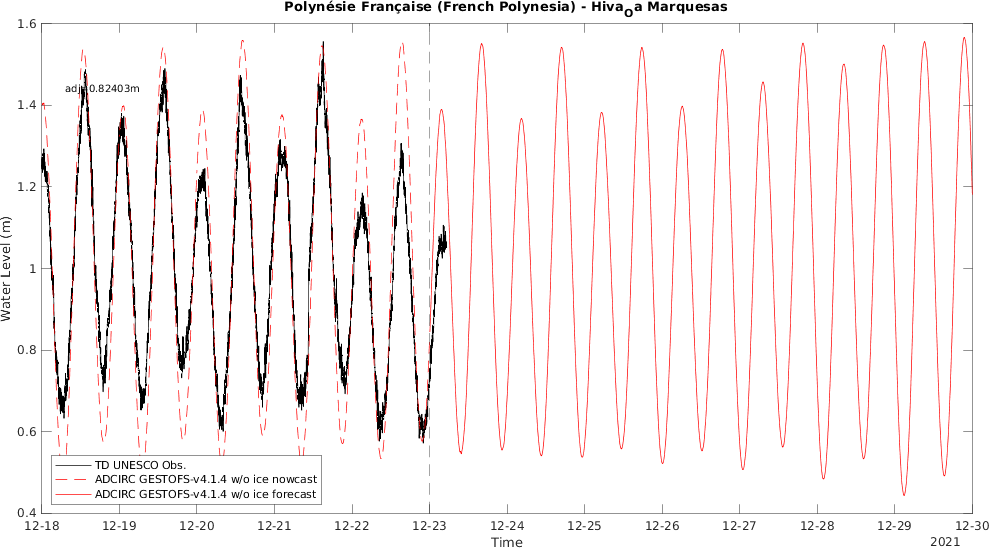 Polynésie Française (French Polynesia) - HivaOa Marquesas
1.6
1.4
1.2
1
0.8
0.6
0.4
Water Level (m)
adj:0.82403m
TD UNESCO Obs.
ADCIRC GESTOFS-v4.1.4 w/o ice nowcast
ADCIRC GESTOFS-v4.1.4 w/o ice forecast
12-18 12-19 12-20 12-21 12-22 12-23 12-24 12-25 12-26 12-27 12-28 12-29 12-30
Time
2021